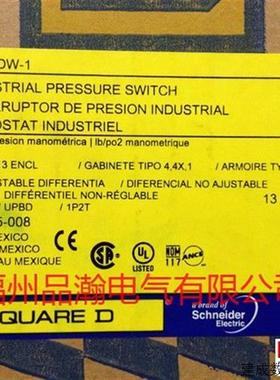 OW-1
STRIAL PRESSURE SWITCH
RRUPTOR DE PRESION INDUSTRIAL
OSTAT INDUSTRIEL
esion manométrica | lb/po2 manometrique
3 ENCL / GABINETE TIPO 4,4X,1 / ARMOIRE TY
STABLE DIFFERENTIA / DIFERENCIAL NO AJUSTABLE
DIFFÉRENTIEL NON-RÉGLABLE 13
/ UPBD / 1P2T
5-008
EXICO
MEXICO
AU MEXIQUE
SA
UL
LISTED
NOM
117
CE
福州品瀚电气有限公司
QUARE D
a brand of
Schneider
Electric